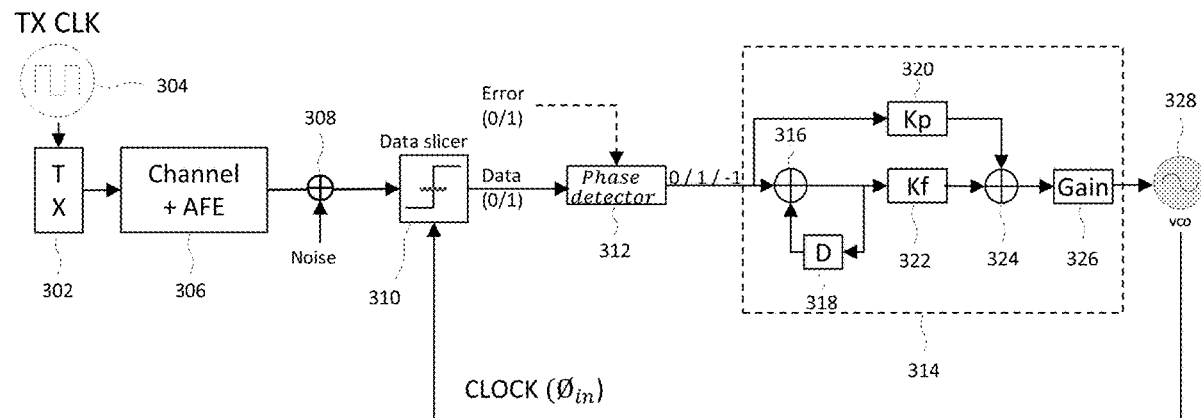 TX CLK
304
T
X
302
Channel
+ AFE
306
308
Noise
Data slicer
310
Data
(0/1)
Error
(0/1)
Phase
detector
312
0 / 1 / -1
316
D
318
320
Kp
Kf
322
324
Gain
326
314
328
vco
CLOCK (Ø_in)